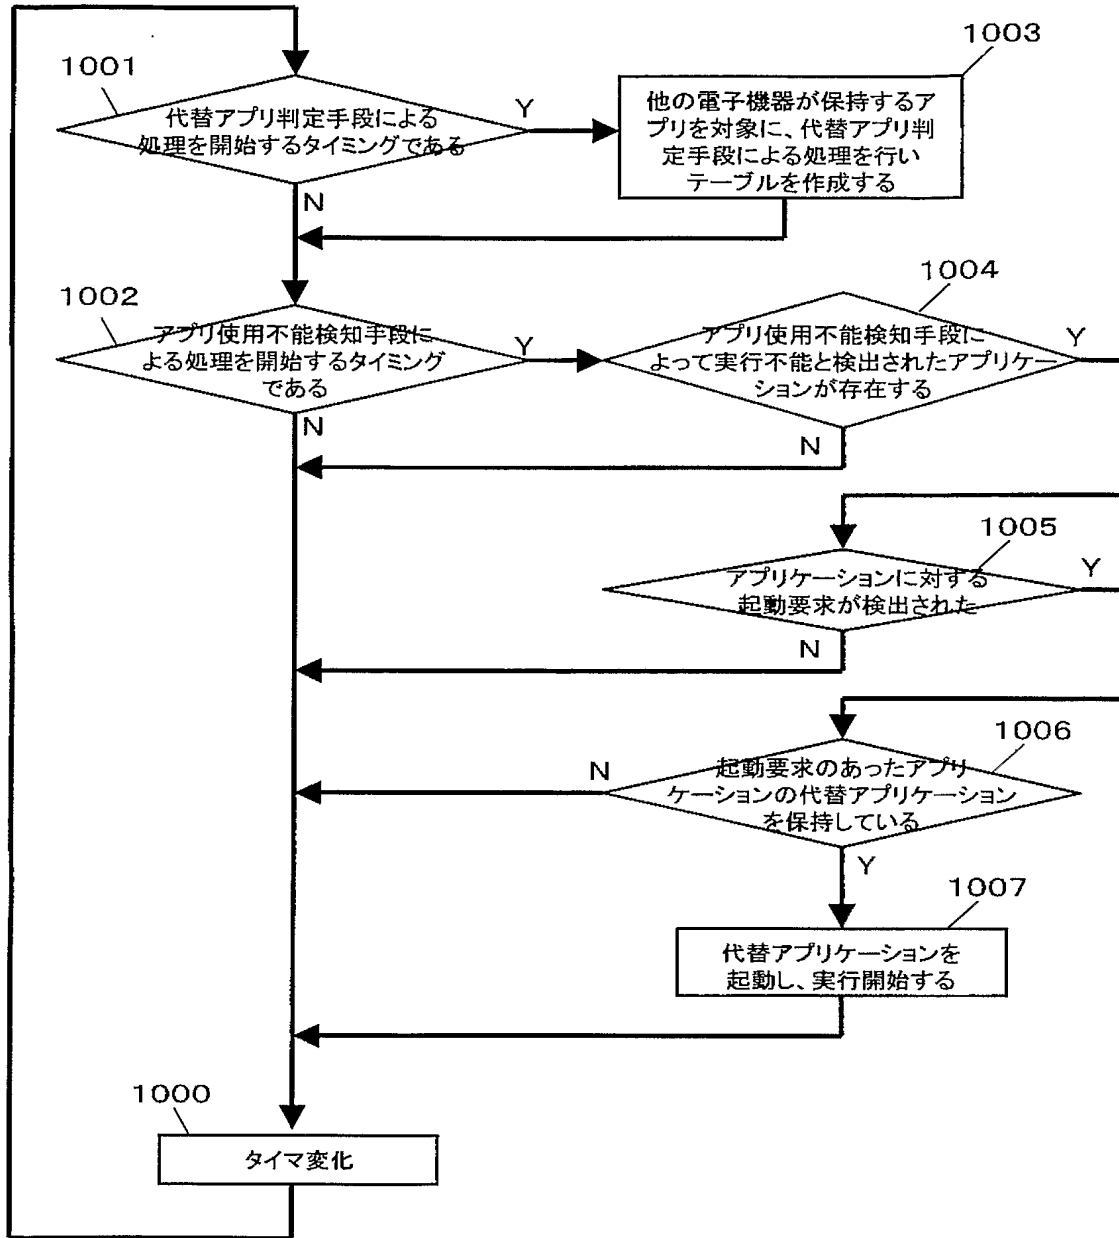 1001
代替アプリ判定手段による
処理を開始するタイミングである
Y
N
1003
他の電子機器が保持するア
プリを対象に、代替アプリ判
定手段による処理を行い
テーブルを作成する
1002
アプリ使用不能検知手段に
よる処理を開始するタイミング
である
Y
N
1004
アプリ使用不能検知手段に
よって実行不能と検出されたアプリケー
ションが存在する
Y
N
1005
アプリケーションに対する
起動要求が検出された
Y
N
1006
起動要求のあったアプリ
ケーションの代替アプリケーション
を保持している
N
Y
1007
代替アプリケーションを
起動し、実行開始する
1000
タイマ変化